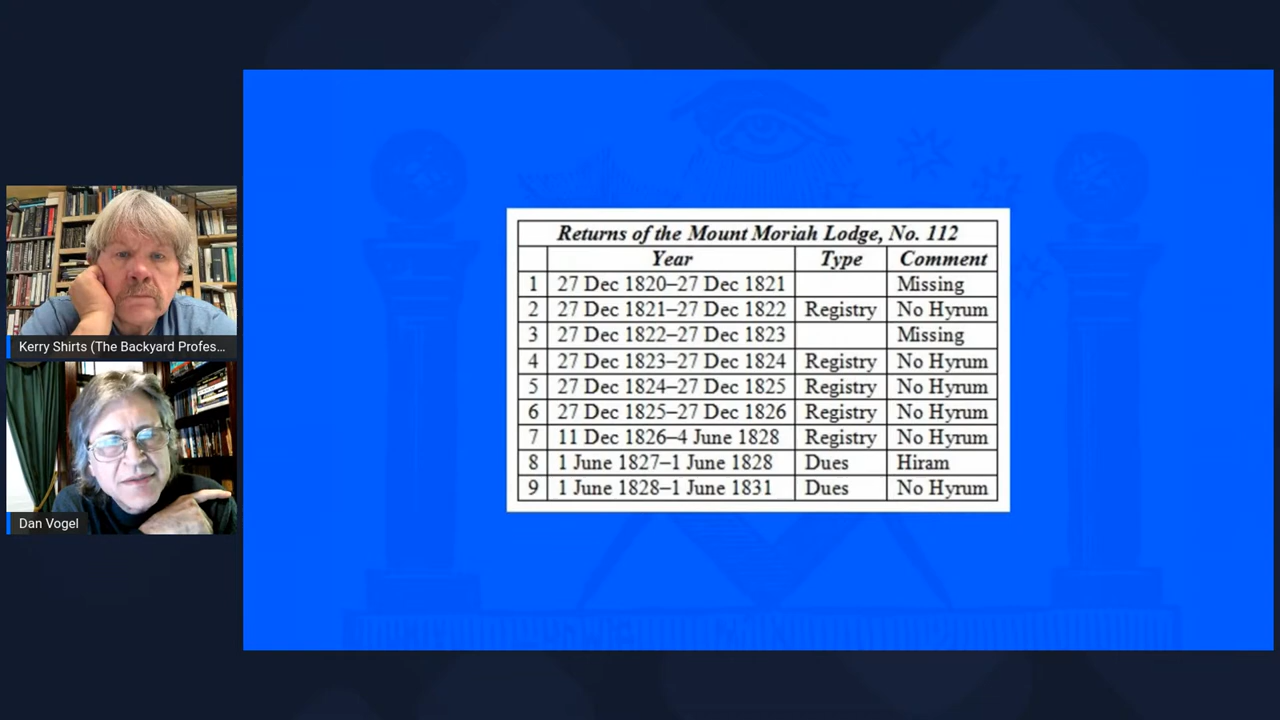 Kerry Shirts (The Backyard Profes...
Dan Vogel
Returns of the Mount Moriah Lodge, No. 112
Year Type Comment
1 27 Dec 1820–27 Dec 1821 Missing
2 27 Dec 1821–27 Dec 1822 Registry No Hyrum
3 27 Dec 1822–27 Dec 1823 Missing
4 27 Dec 1823–27 Dec 1824 Registry No Hyrum
5 27 Dec 1824–27 Dec 1825 Registry No Hyrum
6 27 Dec 1825–27 Dec 1826 Registry No Hyrum
7 11 Dec 1826–4 June 1828 Registry No Hyrum
8 1 June 1827–1 June 1828 Dues Hiram
9 1 June 1828–1 June 1831 Dues No Hyrum